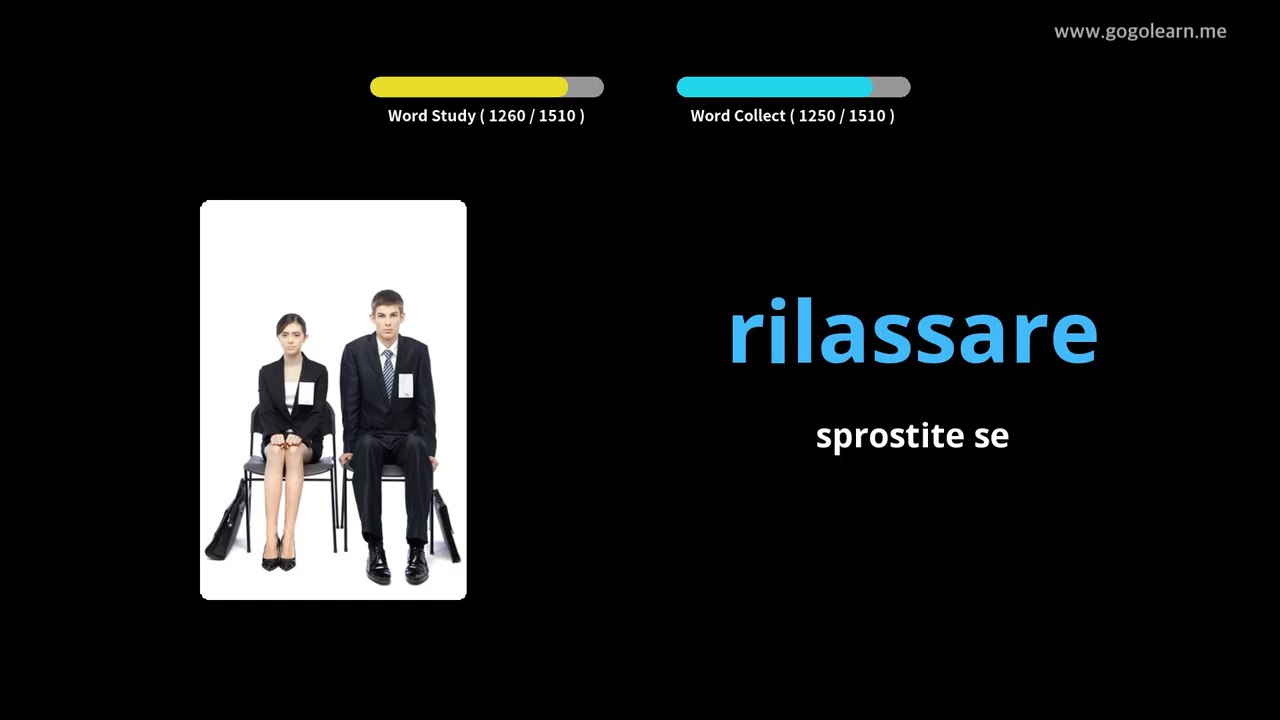 www.gogolearn.me
Word Study ( 1260 / 1510 )
Word Collect ( 1250 / 1510 )
rilassare
sprostite se